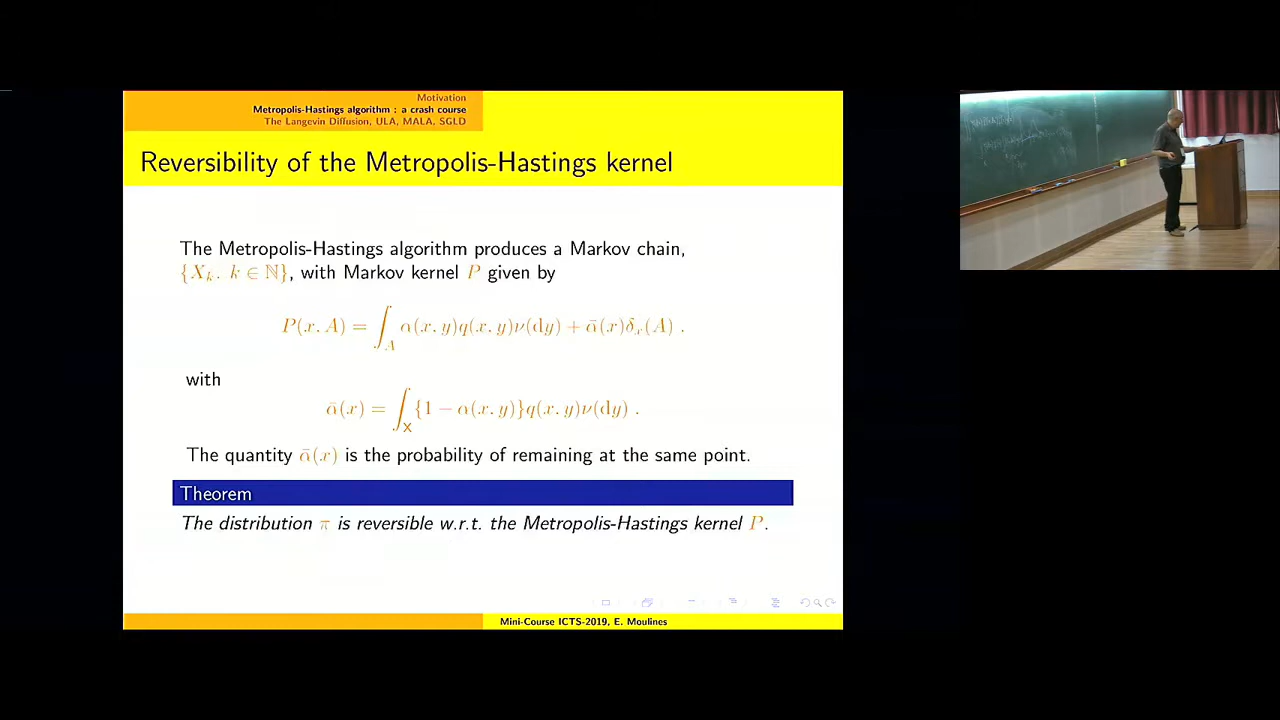 Motivation
Metropolis-Hastings algorithm : a crash course
The Langevin Diffusion, ULA, MALA, SGLD
Reversibility of the Metropolis-Hastings kernel
The Metropolis-Hastings algorithm produces a Markov chain,
{X_k, k ∈ ℕ}, with Markov kernel P given by
P(x, A) = ∫_A α(x, y)q(x, y)ν(dy) + ᾱ(x)δ_x(A) .
with
ᾱ(x) = ∫_X {1 − α(x, y)}q(x, y)ν(dy) .
The quantity ᾱ(x) is the probability of remaining at the same point.
Theorem
The distribution π is reversible w.r.t. the Metropolis-Hastings kernel P.
Mini-Course ICTS-2019, E. Moulines